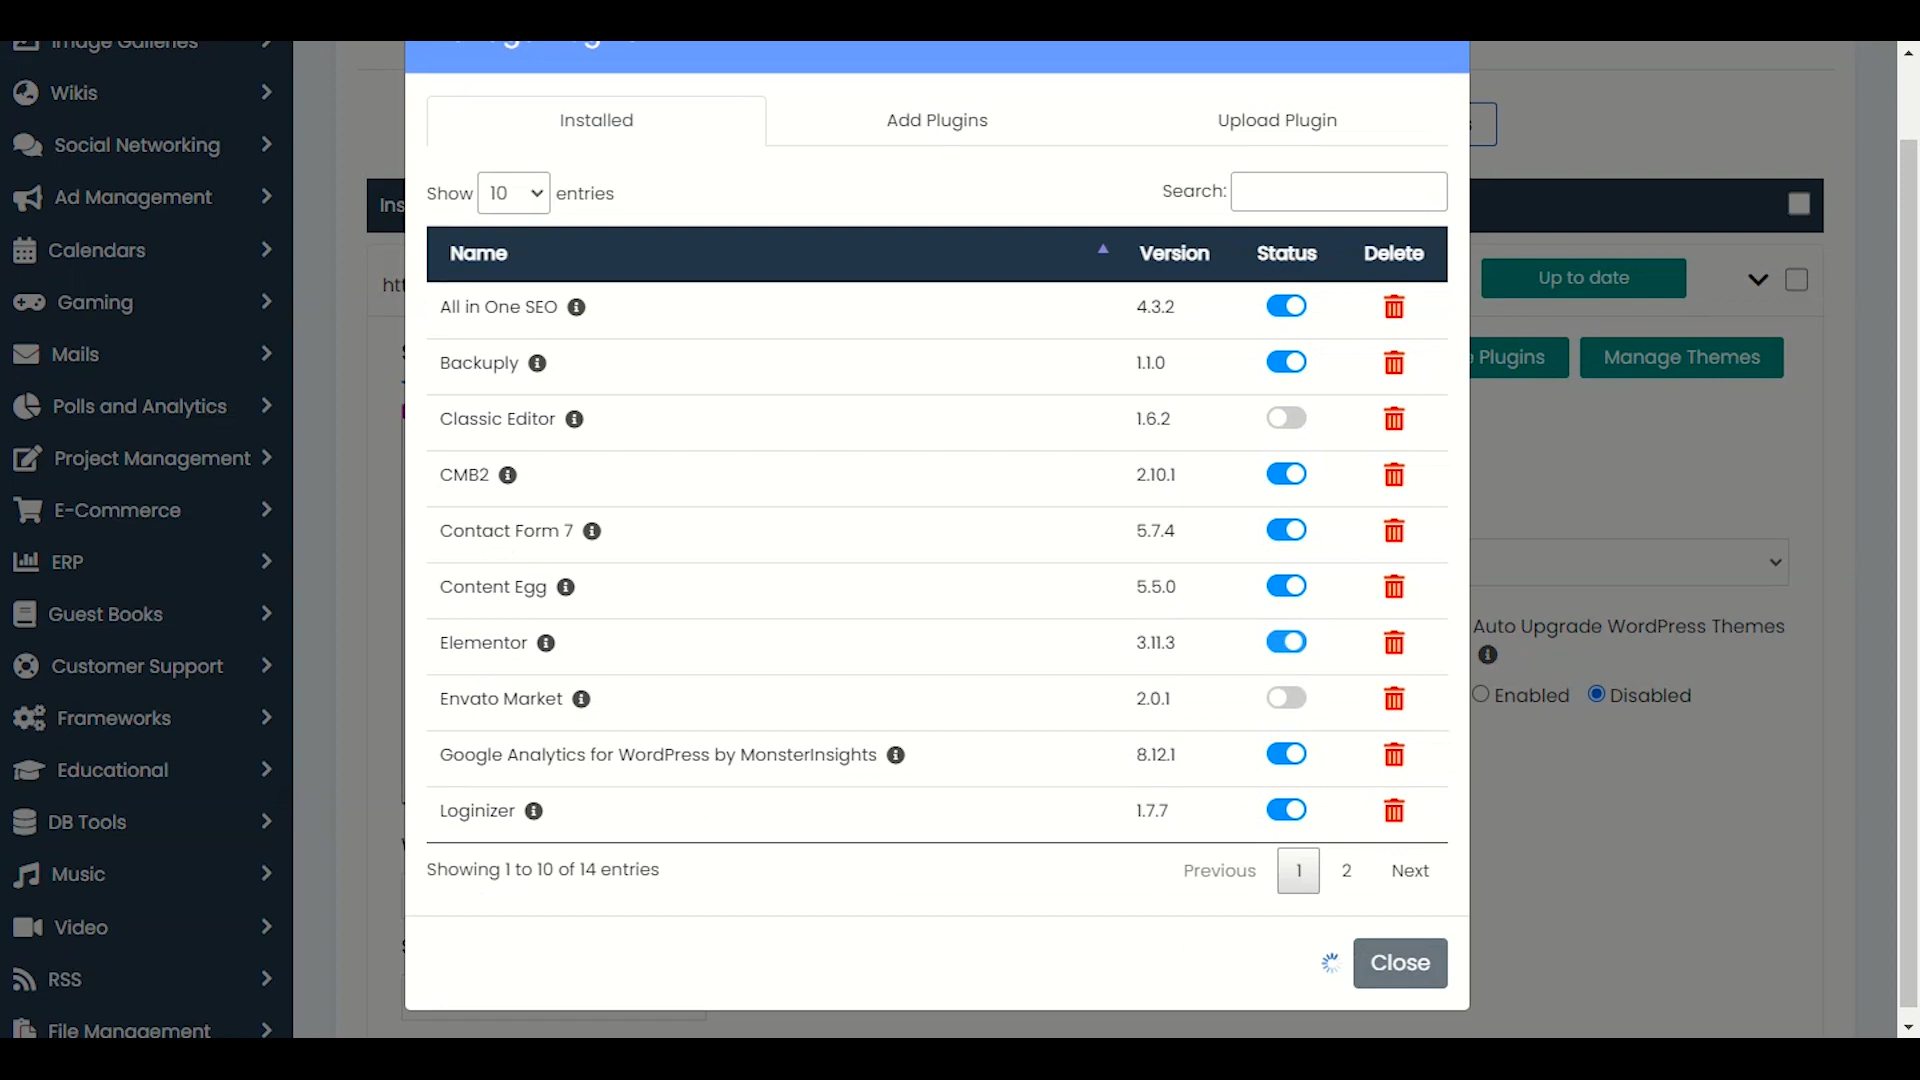 Image Galleries
Wikis
Social Networking
Ad Management
Calendars
Gaming
Mails
Polls and Analytics
Project Management
E-Commerce
ERP
Guest Books
Customer Support
Frameworks
Educational
DB Tools
Music
Video
RSS
File Management
Installed
Add Plugins
Upload Plugin
Show 10 entries
Search:
Name Version Status Delete
All in One SEO 4.3.2
Backuply 1.1.0
Classic Editor 1.6.2
CMB2 2.10.1
Contact Form 7 5.7.4
Content Egg 5.5.0
Elementor 3.11.3
Envato Market 2.0.1
Google Analytics for WordPress by MonsterInsights 8.12.1
Loginizer 1.7.7
Showing 1 to 10 of 14 entries
Previous 1 2 Next
Close
Ins
htt
Up to date
Plugins
Manage Themes
Auto Upgrade WordPress Themes
Enabled Disabled